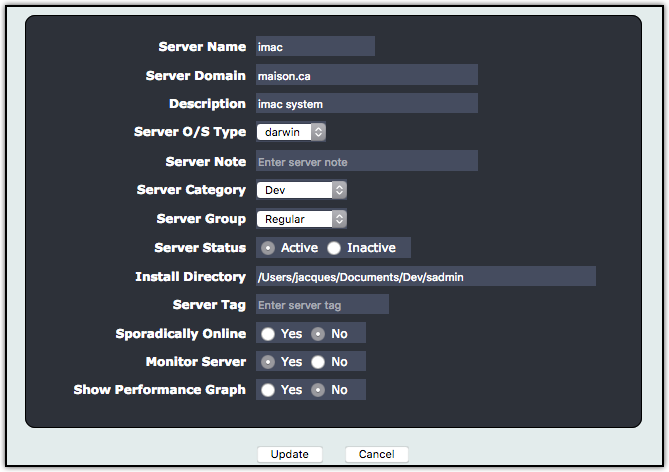 Server Name imac
Server Domain maison.ca
Description imac system
Server O/S Type darwin
Server Note Enter server note
Server Category Dev
Server Group Regular
Server Status Active Inactive
Install Directory /Users/jacques/Documents/Dev/sadmin
Server Tag Enter server tag
Sporadically Online Yes No
Monitor Server Yes No
Show Performance Graph Yes No
Update Cancel